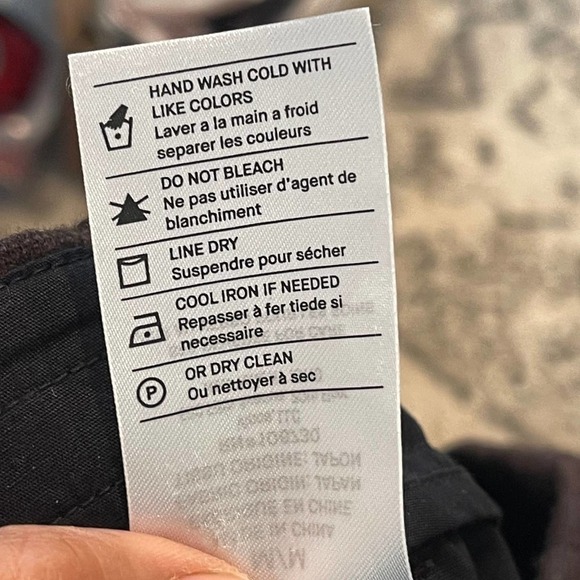 HAND WASH COLD WITH
LIKE COLORS
Laver a la main a froid
separer les couleurs
DO NOT BLEACH
Ne pas utiliser d'agent de
blanchiment
LINE DRY
Suspendre pour sécher
COOL IRON IF NEEDED
Repasser à fer tiede si
necessaire
OR DRY CLEAN
P
Ou nettoyer à sec